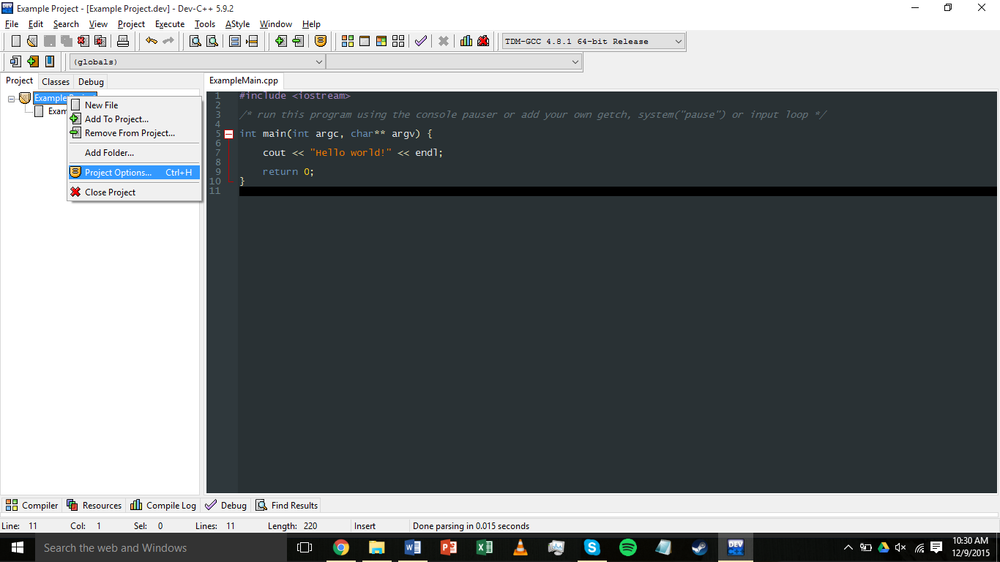 Example Project - [Example Project.dev] - Dev-C++ 5.9.2
File Edit Search View Project Execute Tools AStyle Window Help
TDM-GCC 4.8.1 64-bit Release
(globals)
Project Classes Debug
Example
Exam
New File
Add To Project...
Remove From Project...
Add Folder...
Project Options... Ctrl+H
Close Project
ExampleMain.cpp
1 #include <iostream>
2
3 /* run this program using the console pauser or add your own getch, system("pause") or input loop */
4
5 int main(int argc, char** argv) {
6
7 cout << "Hello world!" << endl;
8
9 return 0;
10 }
11
Compiler Resources Compile Log Debug Find Results
Line: 11 Col: 1 Sel: 0 Lines: 11 Length: 220 Insert Done parsing in 0.015 seconds
Search the web and Windows
DEV
10:30 AM
12/9/2015